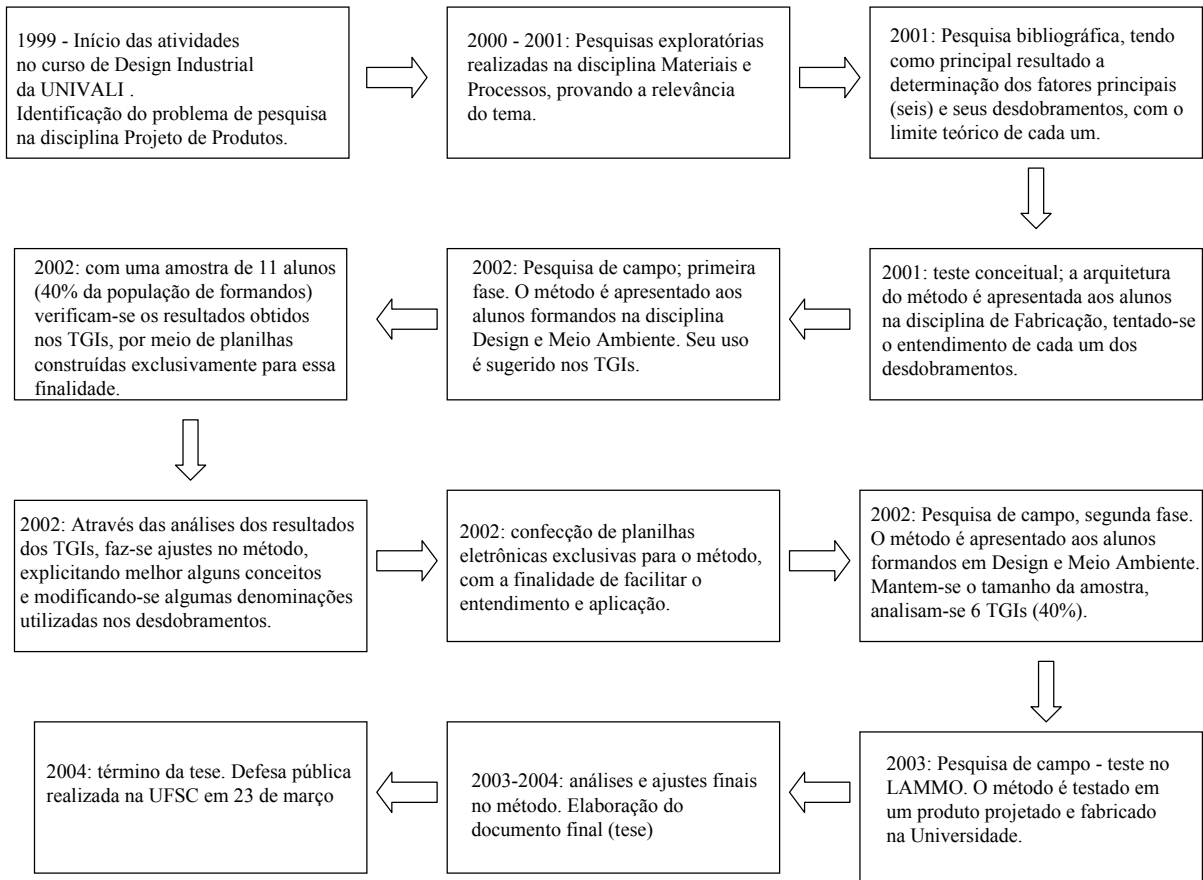 1999 - Início das atividades
no curso de Design Industrial
da UNIVALI .
Identificação do problema de pesquisa
na disciplina Projeto de Produtos.
2000 - 2001: Pesquisas exploratórias
realizadas na disciplina Materiais e
Processos, provando a relevância
do tema.
2001: Pesquisa bibliográfica, tendo
como principal resultado a
determinação dos fatores principais
(seis) e seus desdobramentos, com o
limite teórico de cada um.
2001: teste conceitual; a arquitetura
do método é apresentada aos alunos
na disciplina de Fabricação, tentado-se
o entendimento de cada um dos
desdobramentos.
2002: Pesquisa de campo; primeira
fase. O método é apresentado aos
alunos formandos na disciplina
Design e Meio Ambiente. Seu uso
é sugerido nos TGIs.
2002: com uma amostra de 11 alunos
(40% da população de formandos)
verificam-se os resultados obtidos
nos TGIs, por meio de planilhas
construídas exclusivamente para essa
finalidade.
2002: Através das análises dos resultados
dos TGIs, faz-se ajustes no método,
explicitando melhor alguns conceitos
e modificando-se algumas denominações
utilizadas nos desdobramentos.
2002: confecção de planilhas
eletrônicas exclusivas para o método,
com a finalidade de facilitar o
entendimento e aplicação.
2002: Pesquisa de campo, segunda fase.
O método é apresentado aos alunos
formandos em Design e Meio Ambiente.
Mantem-se o tamanho da amostra,
analisam-se 6 TGIs (40%).
2003: Pesquisa de campo - teste no
LAMMO. O método é testado em
um produto projetado e fabricado
na Universidade.
2003-2004: análises e ajustes finais
no método. Elaboração do
documento final (tese)
2004: término da tese. Defesa pública
realizada na UFSC em 23 de março